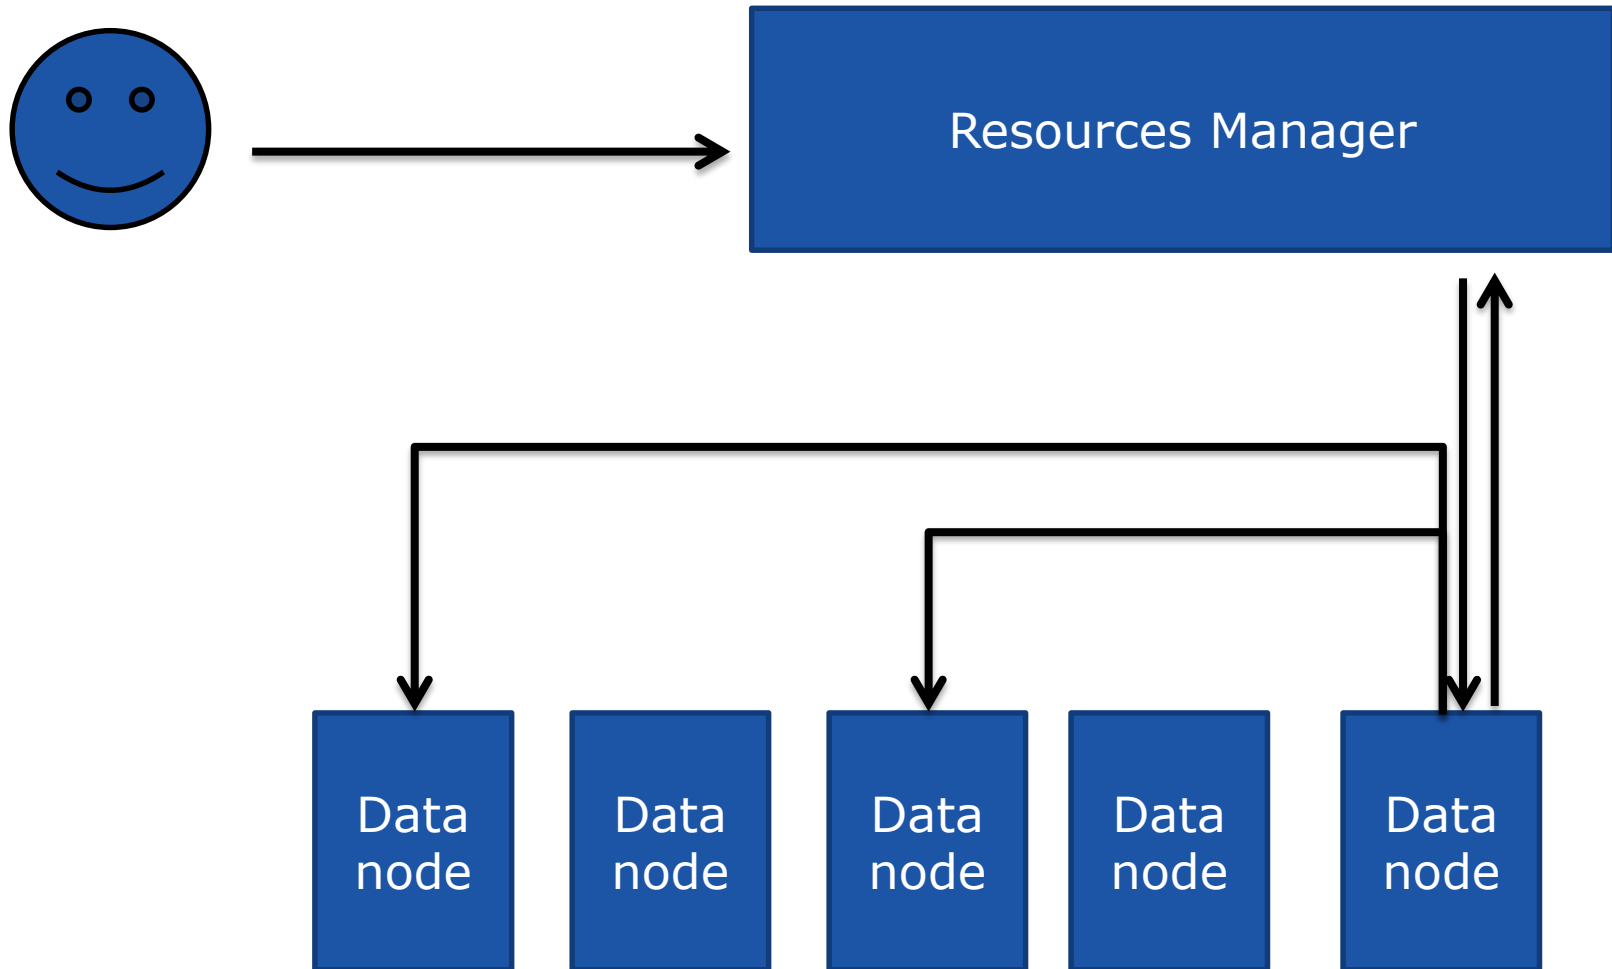 Resources Manager
Data
node
Data
node
Data
node
Data
node
Data
node